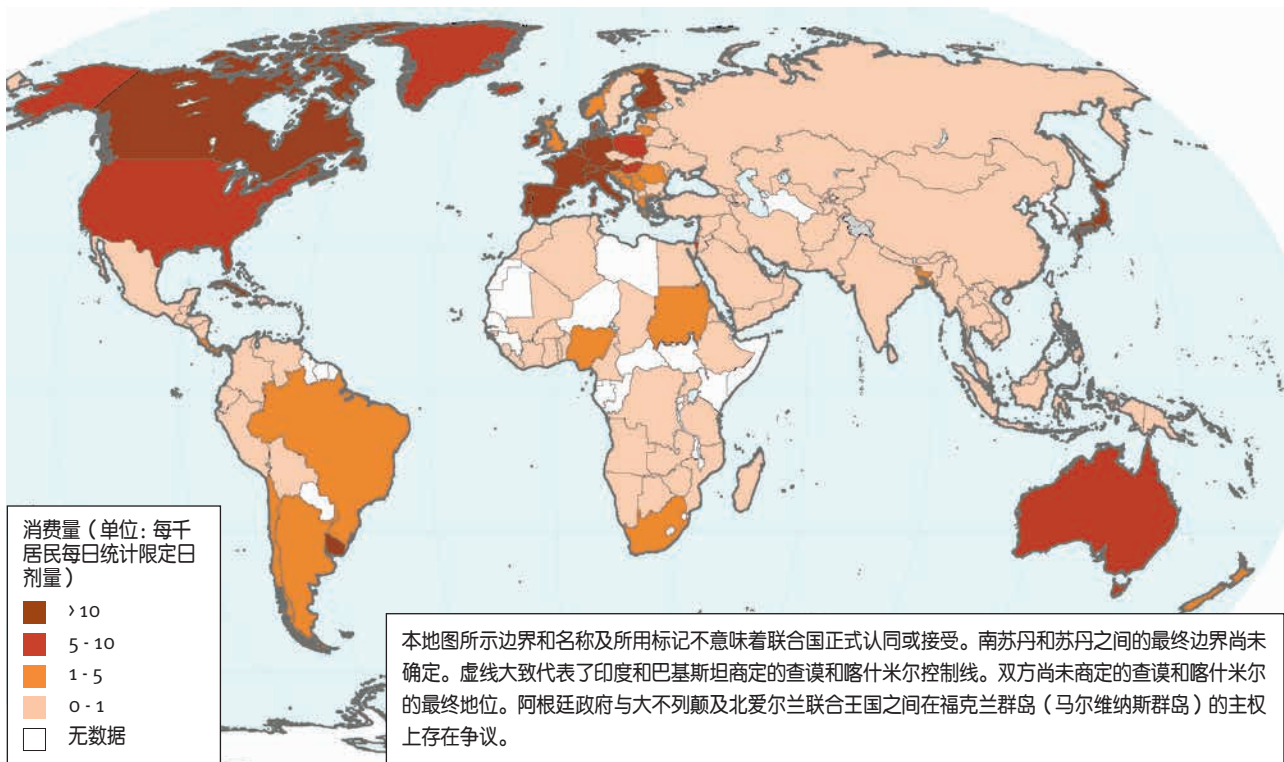 消费量（单位：每千
居民每日统计限定日
剂量）
›10
5 - 10
1 - 5
0 - 1
无数据
本地图所示边界和名称及所用标记不意味着联合国正式认同或接受。南苏丹和苏丹之间的最终边界尚未
确定。虚线大致代表了印度和巴基斯坦商定的查谟和喀什米尔控制线。双方尚未商定的查谟和喀什米尔
的最终地位。阿根廷政府与大不列颠及北爱尔兰联合王国之间在福克兰群岛（马尔维纳斯群岛）的主权
上存在争议。